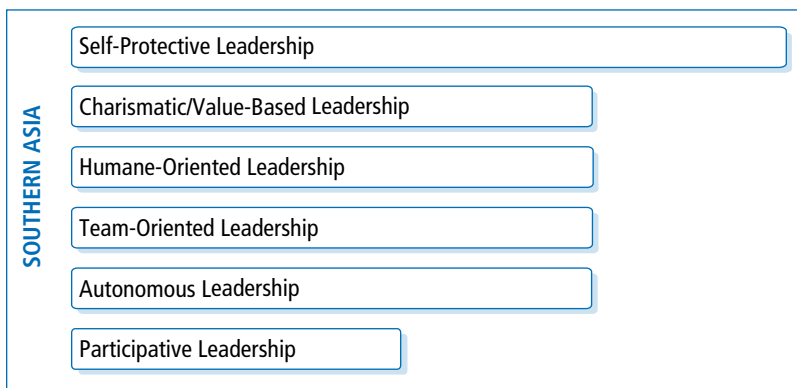 SOUTHERN ASIA
Self-Protective Leadership
Charismatic/Value-Based Leadership
Humane-Oriented Leadership
Team-Oriented Leadership
Autonomous Leadership
Participative Leadership